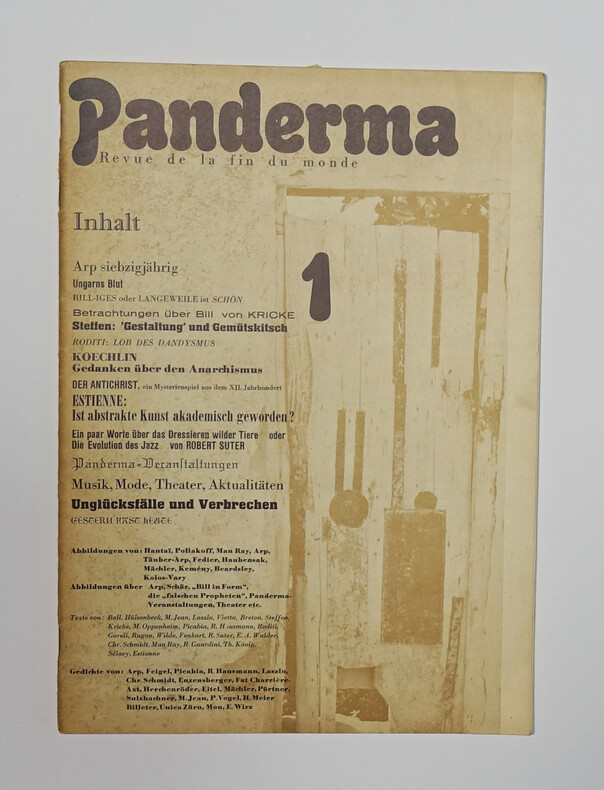 Panderma
Revue de la fin du monde
Inhalt
1
Arp siebzigjährig
Ungarns Blut
BILL-IGES oder LANGEWEILE ist SCHÖN
Betrachtungen über Bill von KRICKE
Steffen: 'Gestaltung' und Gemütskitsch
RODITI: LOB DES DANDYSMUS
KOECHLIN
Gedanken über den Anarchismus
DER ANTICHRIST, ein Mysterienspiel aus dem XII. Jahrhundert
ESTIENNE:
Ist abstrakte Kunst akademisch geworden?
Ein paar Worte über das Dressieren wilder Tiere oder
Die Evolution des Jazz von ROBERT SUTER
Panderma-Veranstaltungen
Musik, Mode, Theater, Aktualitäten
Unglücksfälle und Verbrechen
GESTERN HAST HEUTE
Abbildungen von: Hantaï, Poliakoff, Man Ray, Arp,
Täuber-Arp, Fedier, Haubensak,
Mächler, Kemény, Beardsley,
Kolos-Vary
Abbildungen über Arp, Schär, „Bill in Form",
die „falschen Propheten", Panderma-
Veranstaltungen, Theater etc.
Texte von: Ball, Hülsenbeck, M. Jean, Laszlo, Vietta, Breton, Steffen,
Kricke, M. Oppenheim, Picabia, R. Hausmann, Roditi,
Goroli, Ragon, Wilde, Fenkart, R. Suter, E. A. Walder,
Chr. Schmidt, Man Ray, R. Guardini, Th. König,
Sélavy, Estienne
Gedichte von: Arp, Feigel, Picabia, R. Hausmann, Laszlo,
Chr. Schmidt, Enzensberger, Fat Charrière
Axt, Herchenröder, Eitel, Mächler, Pörtner,
Sulzbachner, M. Jean, P. Vogel, H. Meier
Billeter, Unica Zürn, Mon, E. Wirz